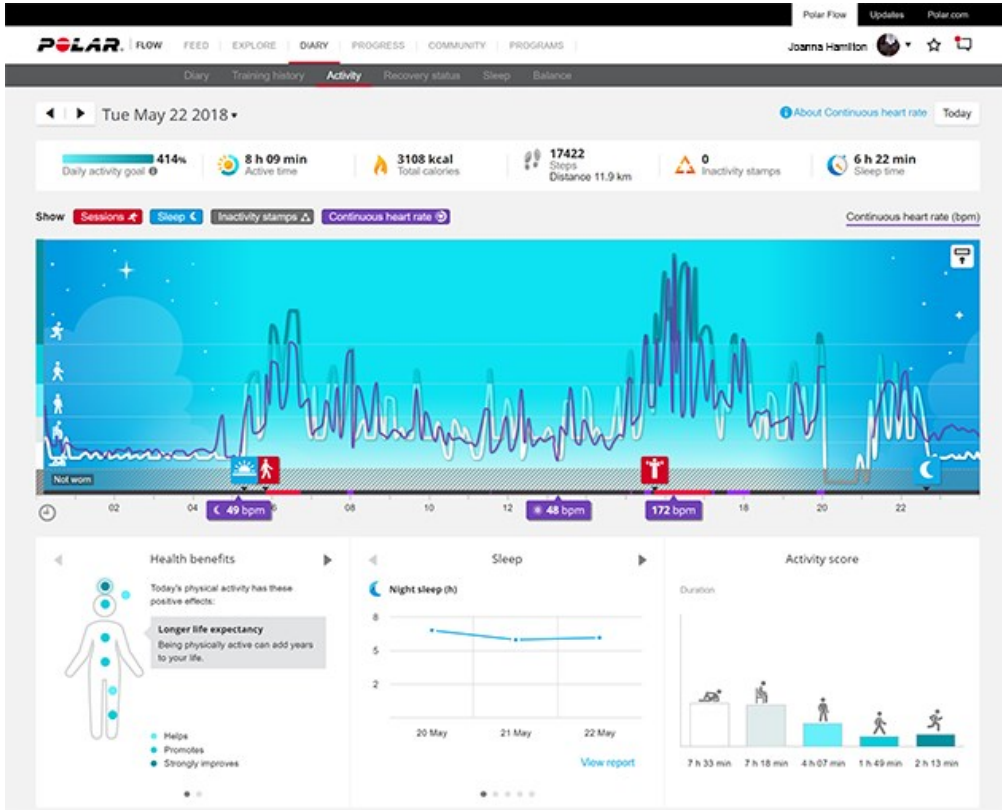 Polar Flow Updates Polar.com
POLAR. FLOW FEED EXPLORE DIARY PROGRESS COMMUNITY PROGRAMS Joanna Hamilton
Diary Training history Activity Recovery status Sleep Balance
Tue May 22 2018 About Continuous heart rate Today
414%
Daily activity goal
8 h 09 min
Active time
3108 kcal
Total calories
17422
Steps
Distance 11.9 km
0
Inactivity stamps
6 h 22 min
Sleep time
Show Sessions Sleep Inactivity stamps Continuous heart rate Continuous heart rate (bpm)
Not worn
02 04 6 08 10 12 18 20 22
49 bpm 48 bpm 172 bpm
Health benefits
Today's physical activity has these
positive effects:
Longer life expectancy
Being physically active can add years
to your life.
Helps
Promotes
Strongly improves
Sleep
Night sleep (h)
8
5
2
20 May 21 May 22 May
View report
Activity score
Duration
7 h 33 min 7 h 18 min 4 h 07 min 1 h 49 min 2 h 13 min